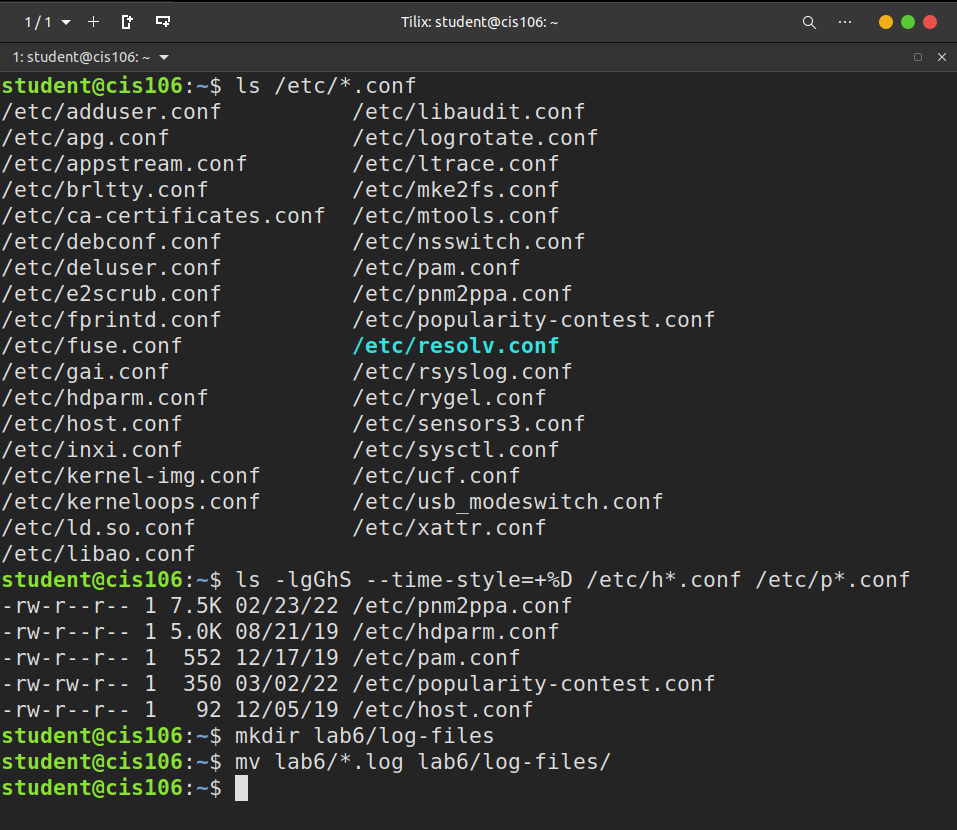 1 / 1
Tilix: student@cis106: ~
1: student@cis106: ~
student@cis106:~$ ls /etc/*.conf
/etc/adduser.conf          /etc/libaudit.conf
/etc/apg.conf              /etc/logrotate.conf
/etc/appstream.conf        /etc/ltrace.conf
/etc/brltty.conf           /etc/mke2fs.conf
/etc/ca-certificates.conf  /etc/mtools.conf
/etc/debconf.conf          /etc/nsswitch.conf
/etc/deluser.conf          /etc/pam.conf
/etc/e2scrub.conf          /etc/pnm2ppa.conf
/etc/fprintd.conf          /etc/popularity-contest.conf
/etc/fuse.conf             /etc/resolv.conf
/etc/gai.conf              /etc/rsyslog.conf
/etc/hdparm.conf           /etc/rygel.conf
/etc/host.conf             /etc/sensors3.conf
/etc/inxi.conf             /etc/sysctl.conf
/etc/kernel-img.conf       /etc/ucf.conf
/etc/kerneloops.conf       /etc/usb_modeswitch.conf
/etc/ld.so.conf            /etc/xattr.conf
/etc/libao.conf
student@cis106:~$ ls -lgGhS --time-style=+%D /etc/h*.conf /etc/p*.conf
-rw-r--r-- 1 7.5K 02/23/22 /etc/pnm2ppa.conf
-rw-r--r-- 1 5.0K 08/21/19 /etc/hdparm.conf
-rw-r--r-- 1  552 12/17/19 /etc/pam.conf
-rw-rw-r-- 1  350 03/02/22 /etc/popularity-contest.conf
-rw-r--r-- 1   92 12/05/19 /etc/host.conf
student@cis106:~$ mkdir lab6/log-files
student@cis106:~$ mv lab6/*.log lab6/log-files/
student@cis106:~$